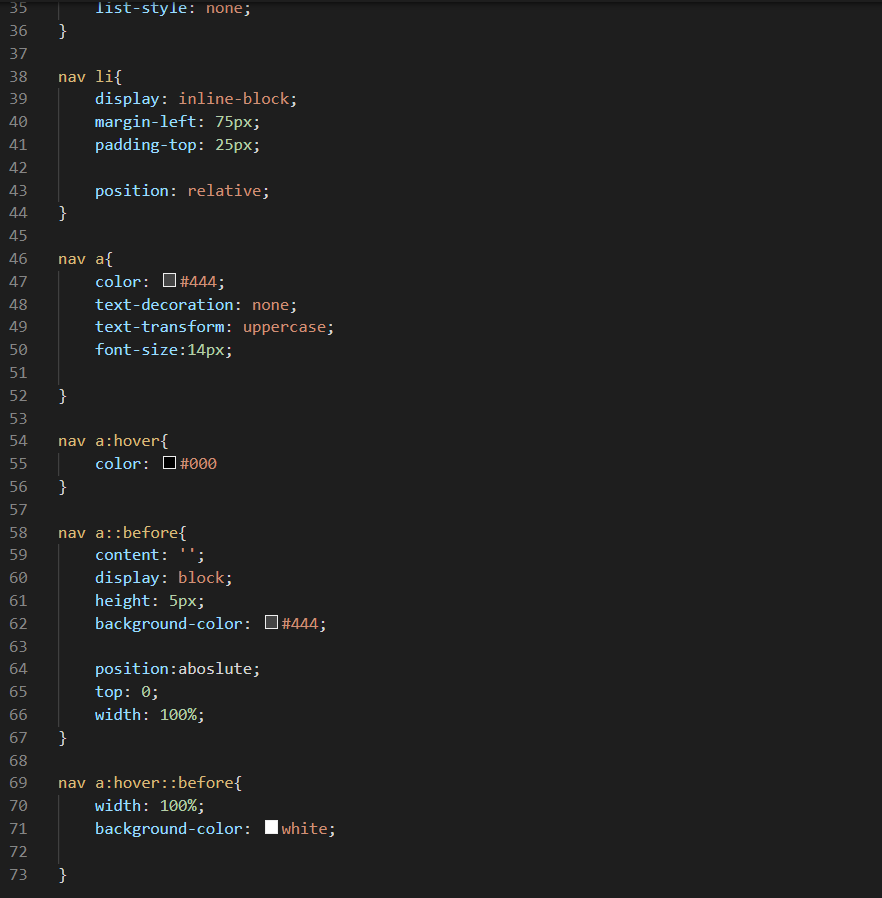 35 list-style: none;
36 }
37
38 nav li{
39 display: inline-block;
40 margin-left: 75px;
41 padding-top: 25px;
42
43 position: relative;
44 }
45
46 nav a{
47 color: #444;
48 text-decoration: none;
49 text-transform: uppercase;
50 font-size:14px;
51
52 }
53
54 nav a:hover{
55 color: #000
56 }
57
58 nav a::before{
59 content: '';
60 display: block;
61 height: 5px;
62 background-color: #444;
63
64 position:aboslute;
65 top: 0;
66 width: 100%;
67 }
68
69 nav a:hover::before{
70 width: 100%;
71 background-color: white;
72
73 }